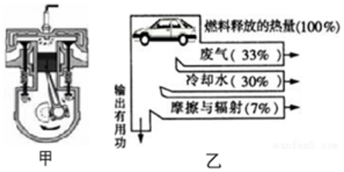 燃料释放的热量(100%)
废气(33%)
冷却水(30%)
摩擦与辐射(7%)
输出有用功
甲
乙